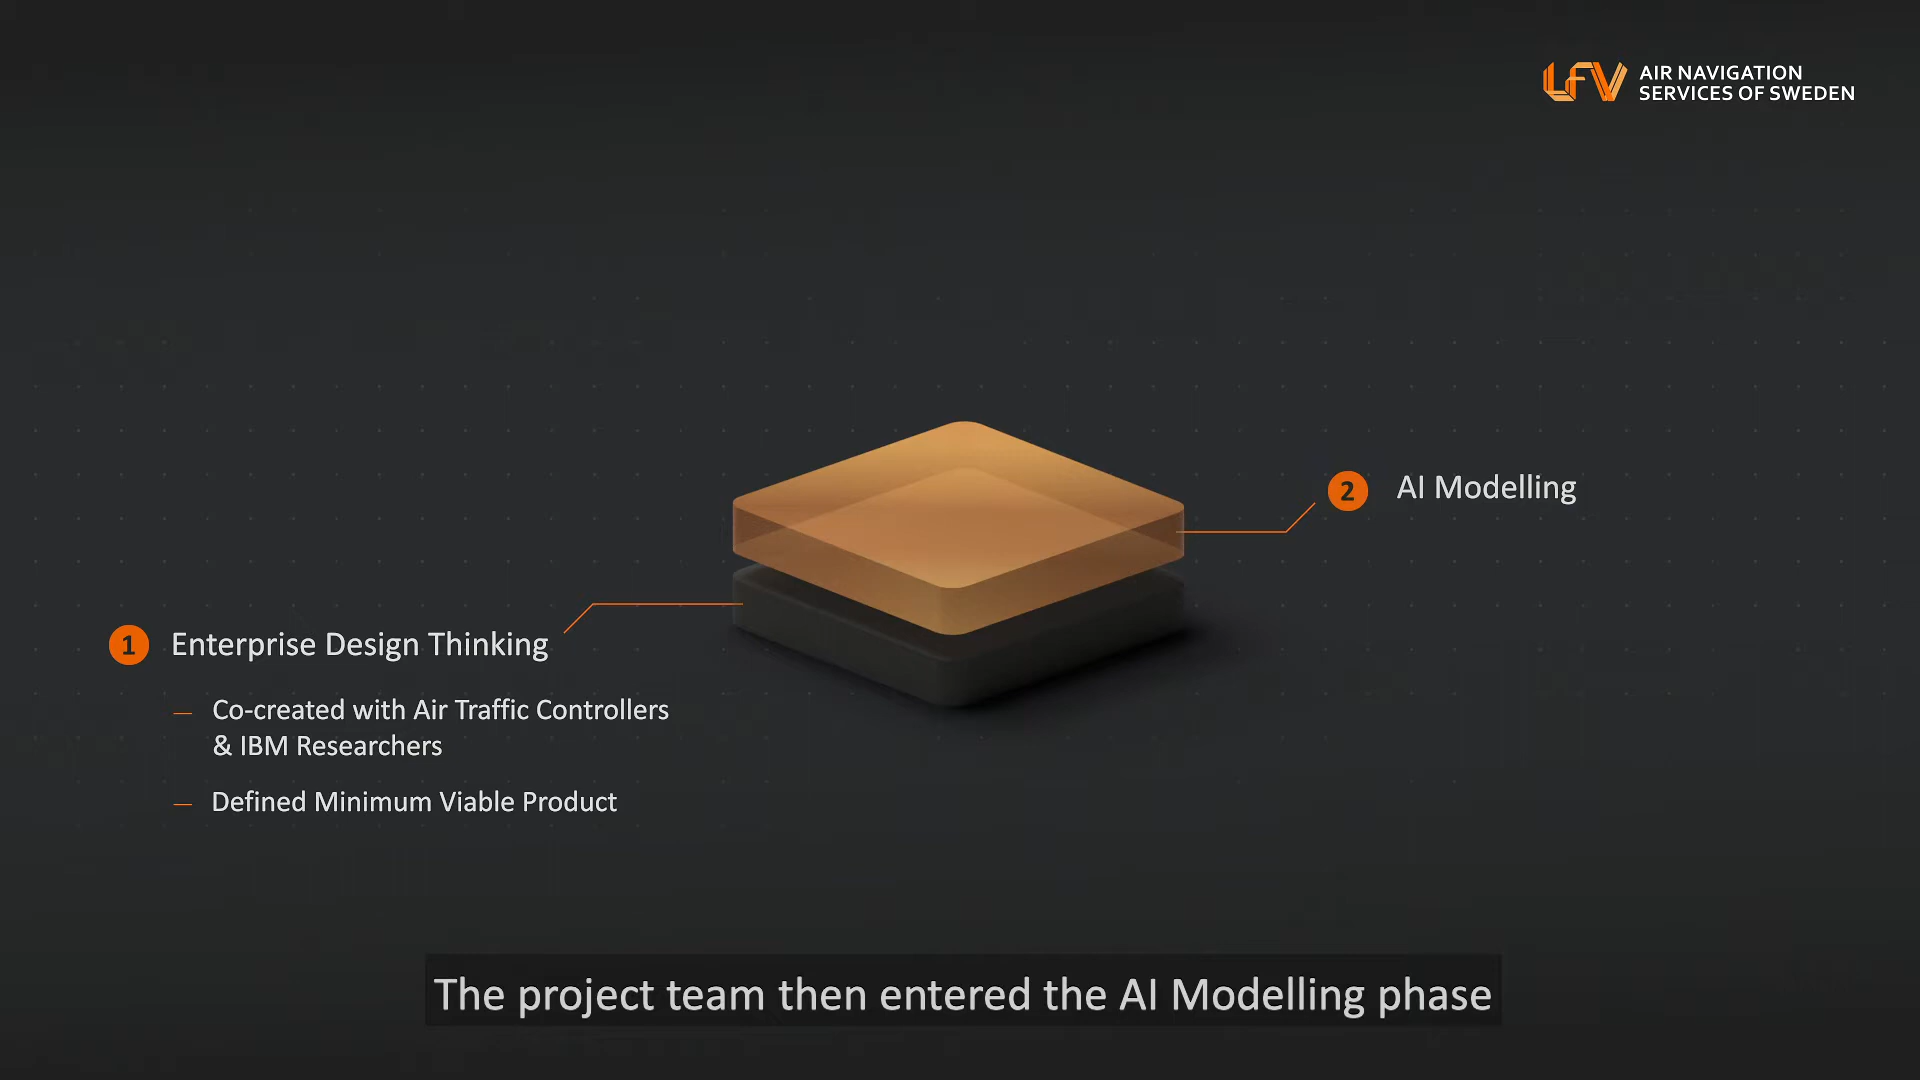 LFV AIR NAVIGATION
SERVICES OF SWEDEN
2 AI Modelling
1 Enterprise Design Thinking
— Co-created with Air Traffic Controllers
& IBM Researchers
— Defined Minimum Viable Product
The project team then entered the AI Modelling phase